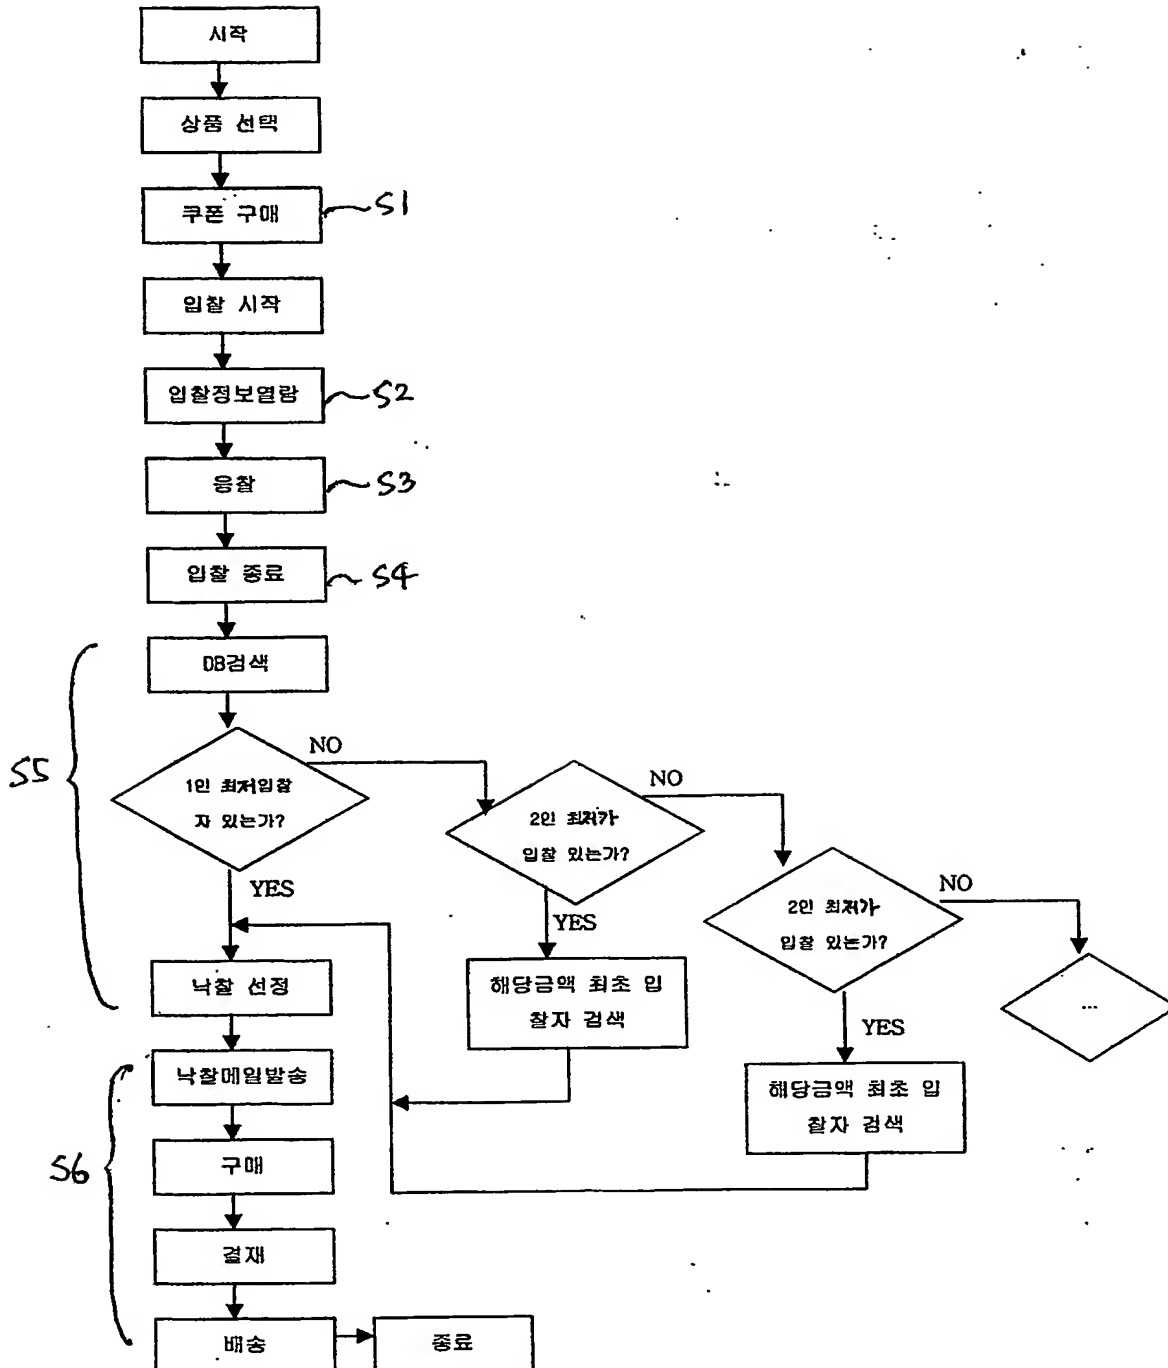 시작
상품 선택
쿠폰 구매
S1
입찰 시작
입찰정보열람
S2
응찰
S3
입찰 종료
S4
DB검색
S5
1인 최저입찰
자 있는가?
NO
YES
2인 최저가
입찰 있는가?
NO
YES
2인 최저가
입찰 있는가?
NO
YES
...
낙찰 선정
해당금액 최초 입
찰자 검색
해당금액 최초 입
찰자 검색
S6
낙찰메일발송
구매
결재
배송
종료